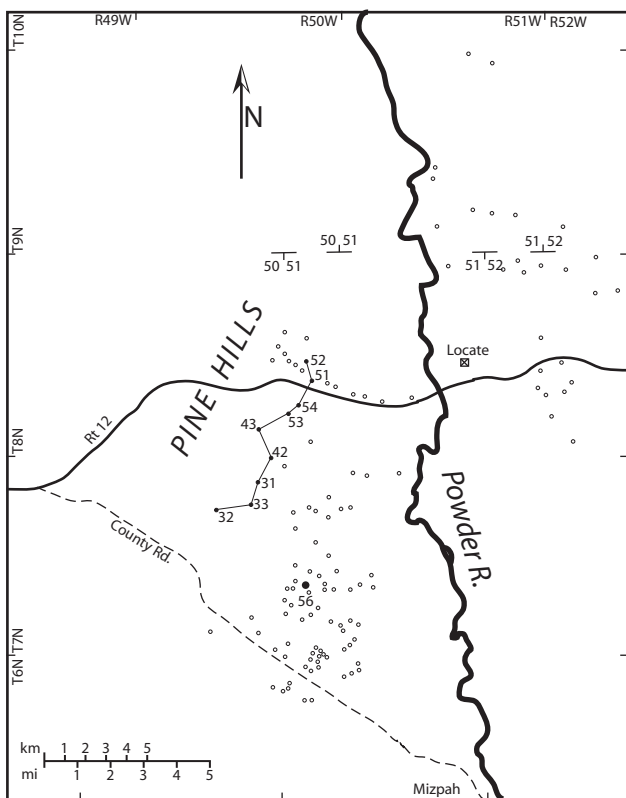 R49W R50W R51W R52W
T10N
N
T9N
50 51
50 51
51 52
51 52
PINE HILLS
Locate
52
51
54
53
43
Rt 12
T8N
42
31
33
32
Powder R.
County Rd.
56
T7N
T6N
km 1 2 3 4 5
mi 1 2 3 4 5
Mizpah